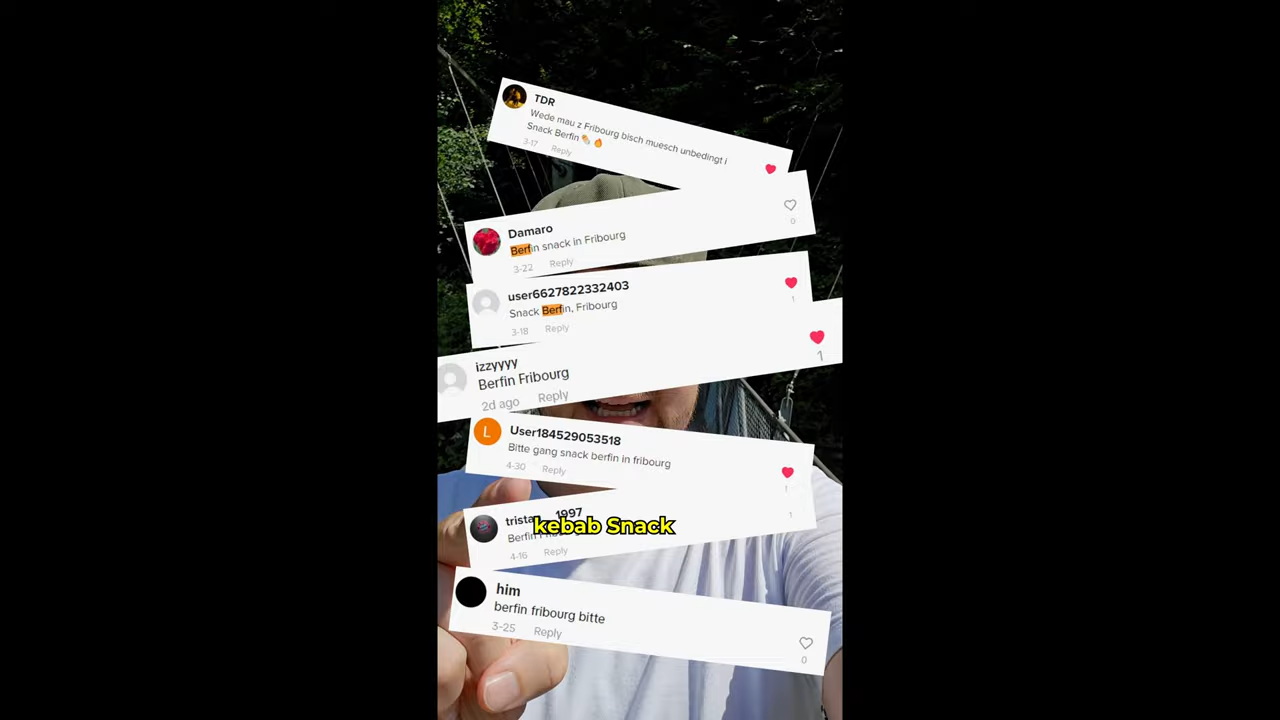 TDR
Wede mau z Fribourg bisch muesch unbedingt i
Snack Berfin 🌯 🔥
3-17 Reply
Damaro
Berfin snack in Fribourg
3-22 Reply
0
user6627822332403
Snack Berfin, Fribourg
3-18 Reply
1
izzyyyy
Berfin Fribourg
2d ago Reply
1
L
User184529053518
Bitte gang snack berfin in fribourg
4-30 Reply
1
1997
kebab Snack
Berfin
4-16 Reply
1
him
berfin fribourg bitte
3-25 Reply
0